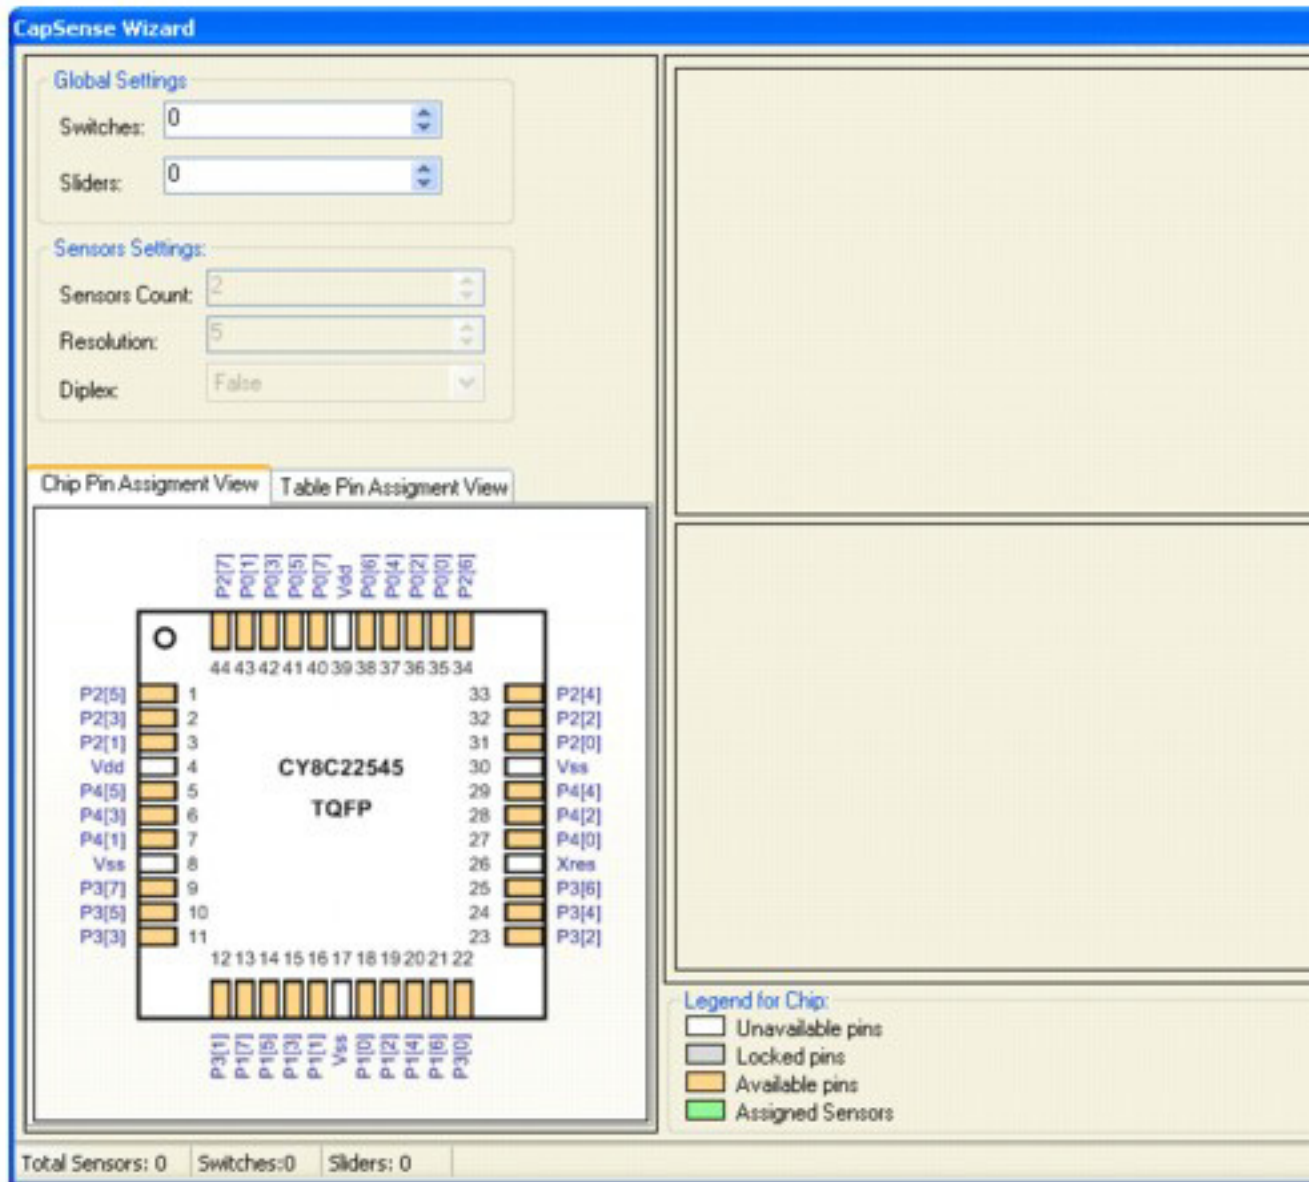 CapSense Wizard
Global Settings
Switches: 0
Sliders: 0
Sensors Settings:
Sensors Count: 2
Resolution: 5
Diplex: False
Chip Pin Assigment View Table Pin Assigment View
P2[7] P0[1] P0[3] P0[5] P0[7] Vdd P0[6] P0[4] P0[2] P0[0] P2[6]
44 43 42 41 40 39 38 37 36 35 34
P2[5] 1 33 P2[4]
P2[3] 2 32 P2[2]
P2[1] 3 31 P2[0]
Vdd 4 CY8C22545 30 Vss
P4[5] 5 29 P4[4]
P4[3] 6 TQFP 28 P4[2]
P4[1] 7 27 P4[0]
Vss 8 26 Xres
P3[7] 9 25 P3[6]
P3[5] 10 24 P3[4]
P3[3] 11 23 P3[2]
12 13 14 15 16 17 18 19 20 21 22
P3[1] P1[7] P1[5] P1[3] P1[1] Vss P1[0] P1[2] P1[4] P1[6] P3[0]
Legend for Chip:
Unavailable pins
Locked pins
Available pins
Assigned Sensors
Total Sensors: 0 Switches:0 Sliders: 0